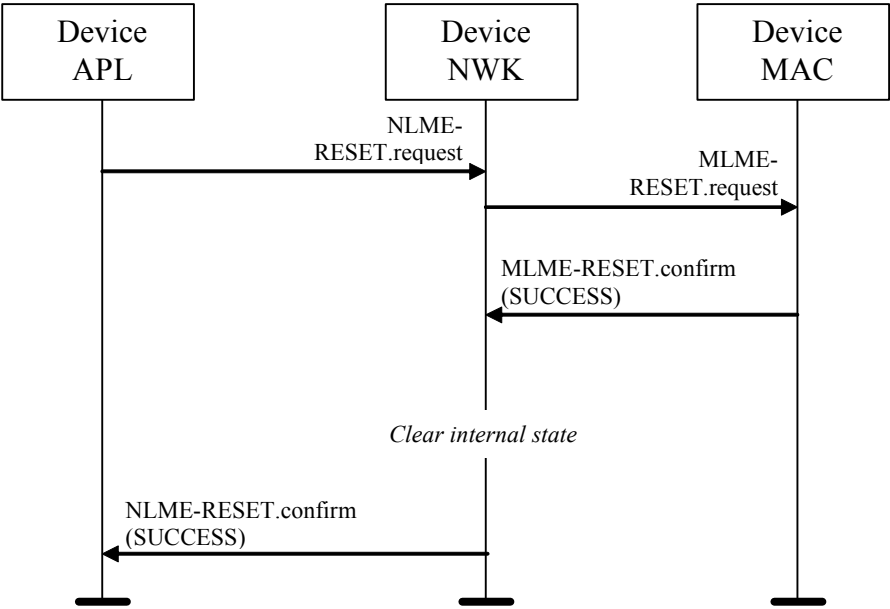 Device
APL
Device
NWK
Device
MAC
NLME-
RESET.request
MLME-
RESET.request
MLME-RESET.confirm
(SUCCESS)
Clear internal state
NLME-RESET.confirm
(SUCCESS)